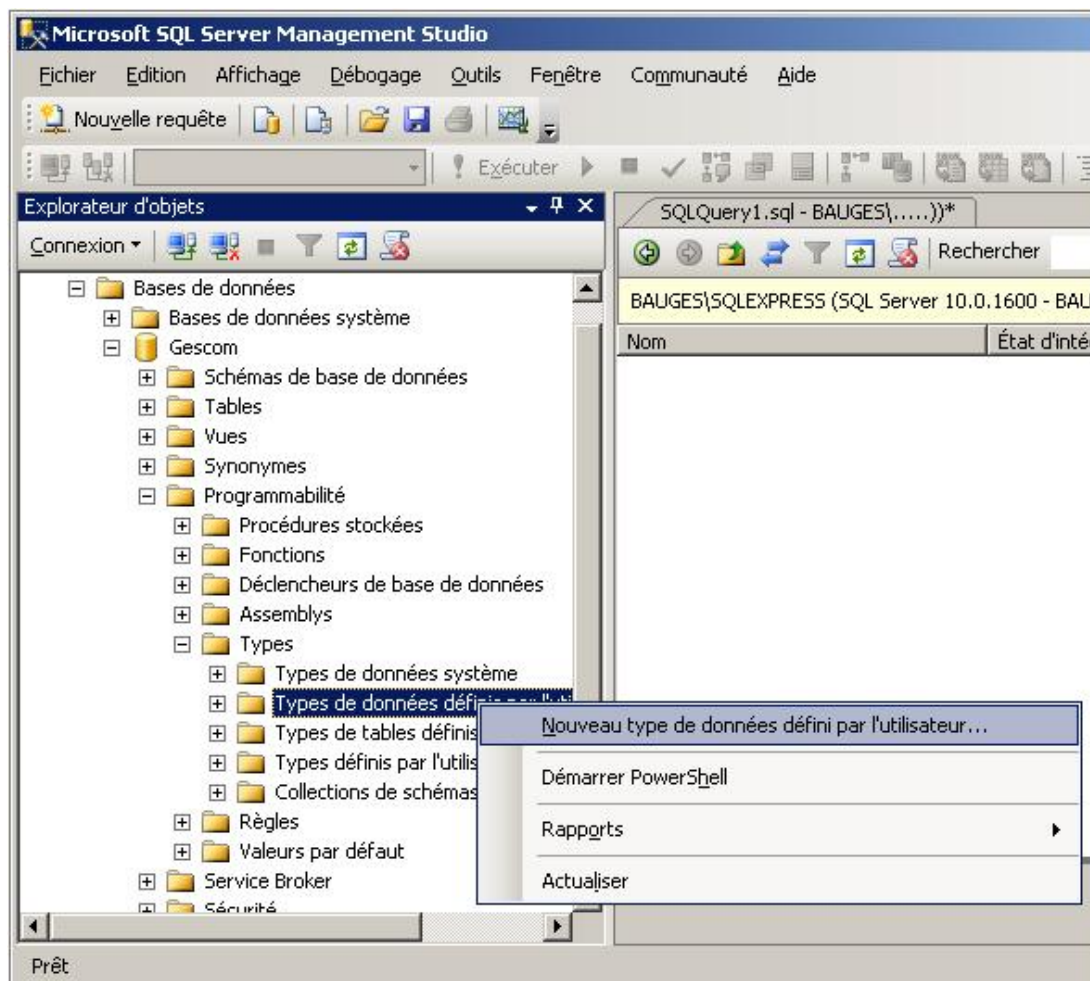 Microsoft SQL Server Management Studio
Fichier Edition Affichage Débogage Outils Fenêtre Communauté Aide
Nouvelle requête
Exécuter
Explorateur d'objets
SQLQuery1.sql - BAUGES\.....))*
Connexion
Rechercher
Bases de données
BAUGES\SQLEXPRESS (SQL Server 10.0.1600 - BAU
Bases de données système
Nom État d'inté
Gescom
Schémas de base de données
Tables
Vues
Synonymes
Programmabilité
Procédures stockées
Fonctions
Déclencheurs de base de données
Assemblys
Types
Types de données système
Types de données définis par l'uti
Nouveau type de données défini par l'utilisateur...
Types de tables définis
Types définis par l'utilis
Démarrer PowerShell
Collections de schémas
Règles
Rapports
Valeurs par défaut
Service Broker
Actualiser
Sécurité
Prêt